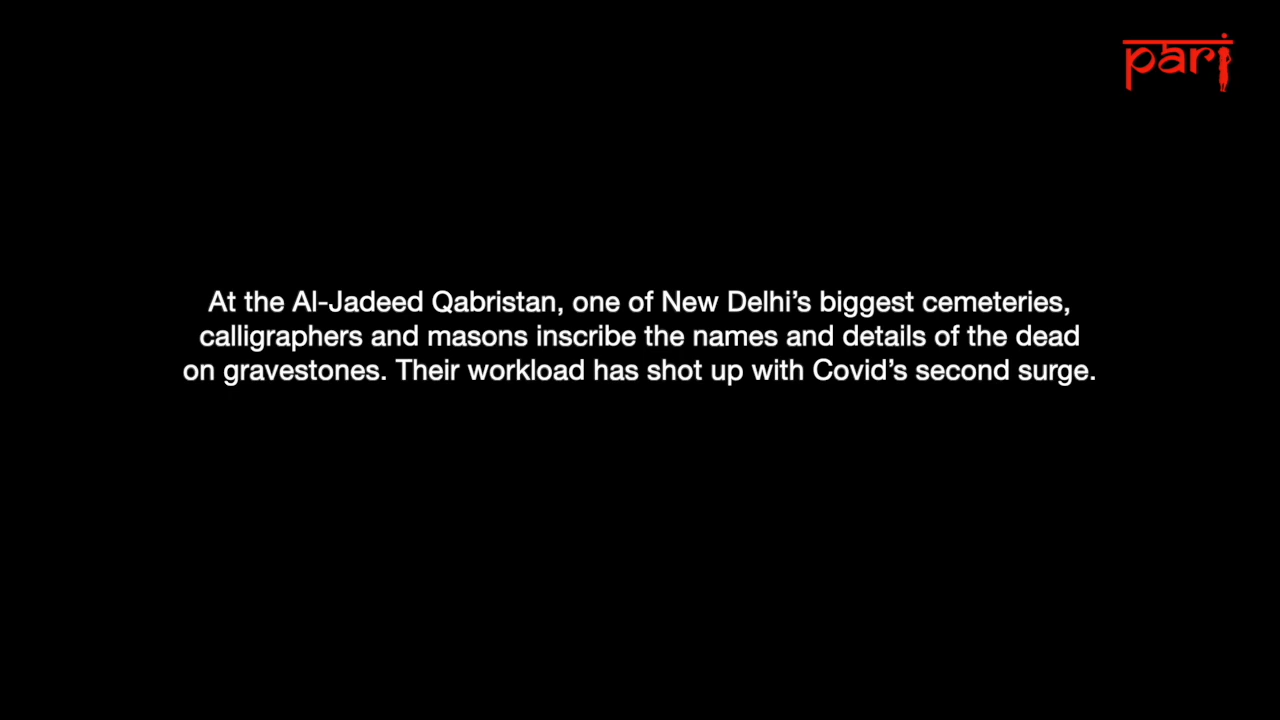 pari
At the Al-Jadeed Qabristan, one of New Delhi’s biggest cemeteries,
calligraphers and masons inscribe the names and details of the dead
on gravestones. Their workload has shot up with Covid’s second surge.